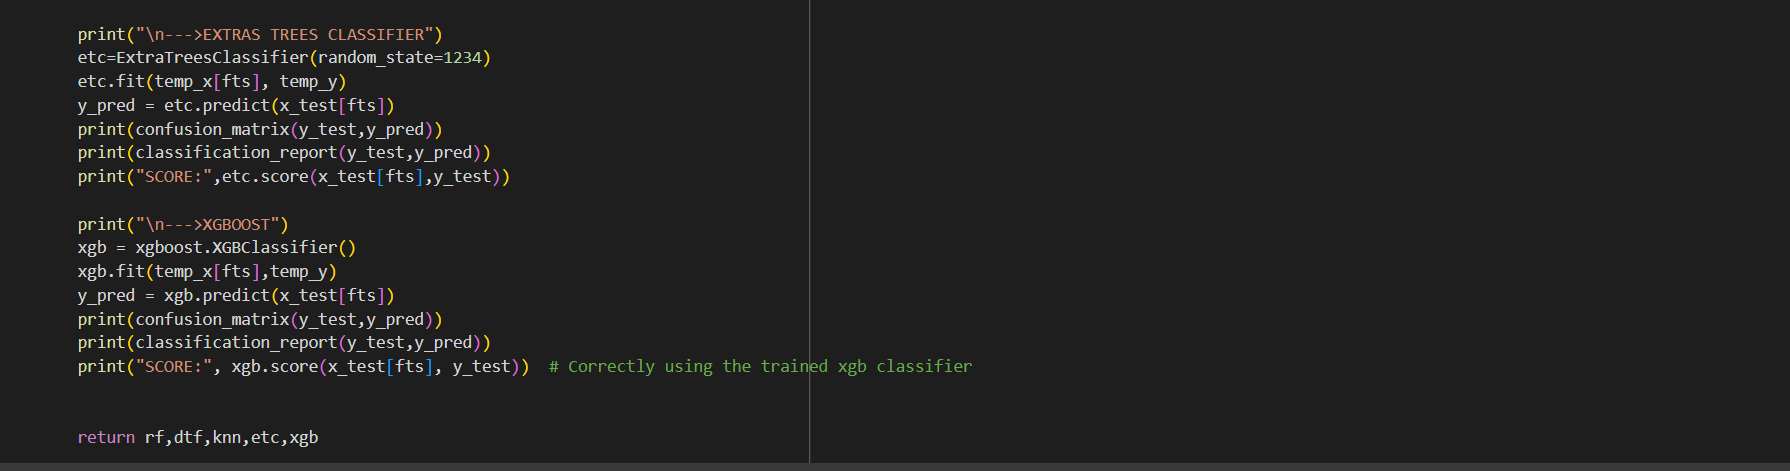 print("\n--->EXTRAS TREES CLASSIFIER")
etc=ExtraTreesClassifier(random_state=1234)
etc.fit(temp_x[fts], temp_y)
y_pred = etc.predict(x_test[fts])
print(confusion_matrix(y_test,y_pred))
print(classification_report(y_test,y_pred))
print("SCORE:",etc.score(x_test[fts],y_test))
print("\n--->XGBOOST")
xgb = xgboost.XGBClassifier()
xgb.fit(temp_x[fts],temp_y)
y_pred = xgb.predict(x_test[fts])
print(confusion_matrix(y_test,y_pred))
print(classification_report(y_test,y_pred))
print("SCORE:", xgb.score(x_test[fts], y_test))  # Correctly using the trained xgb classifier
return rf,dtf,knn,etc,xgb